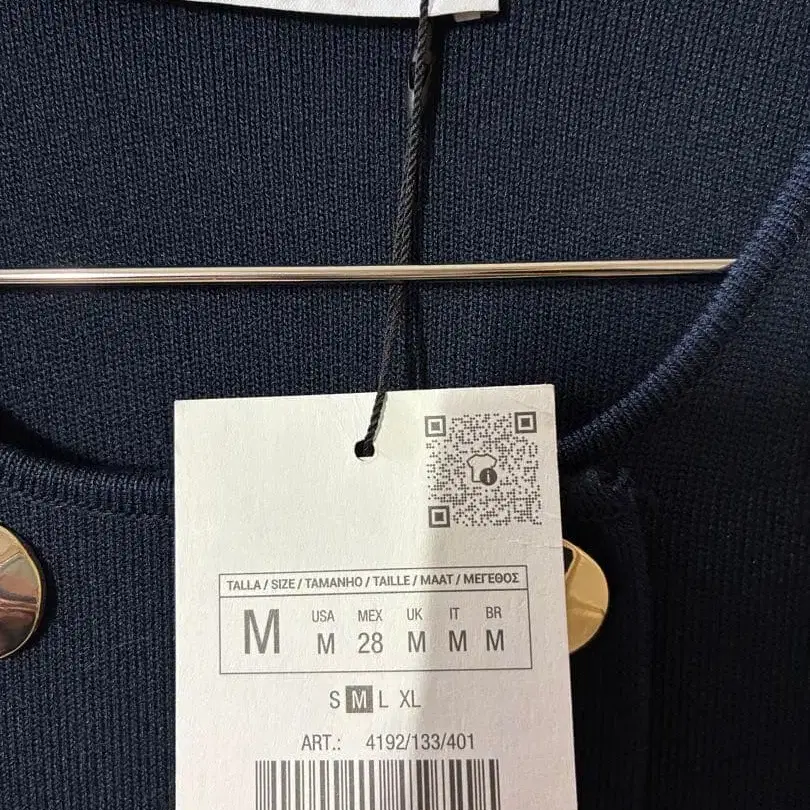 TALLA / SIZE / TAMANHO / TAILLE / MAAT / ΜΕΓΕΘΟΣ
M USA MEX UK IT BR
M 28 M M M
S M L XL
ART.: 4192/133/401